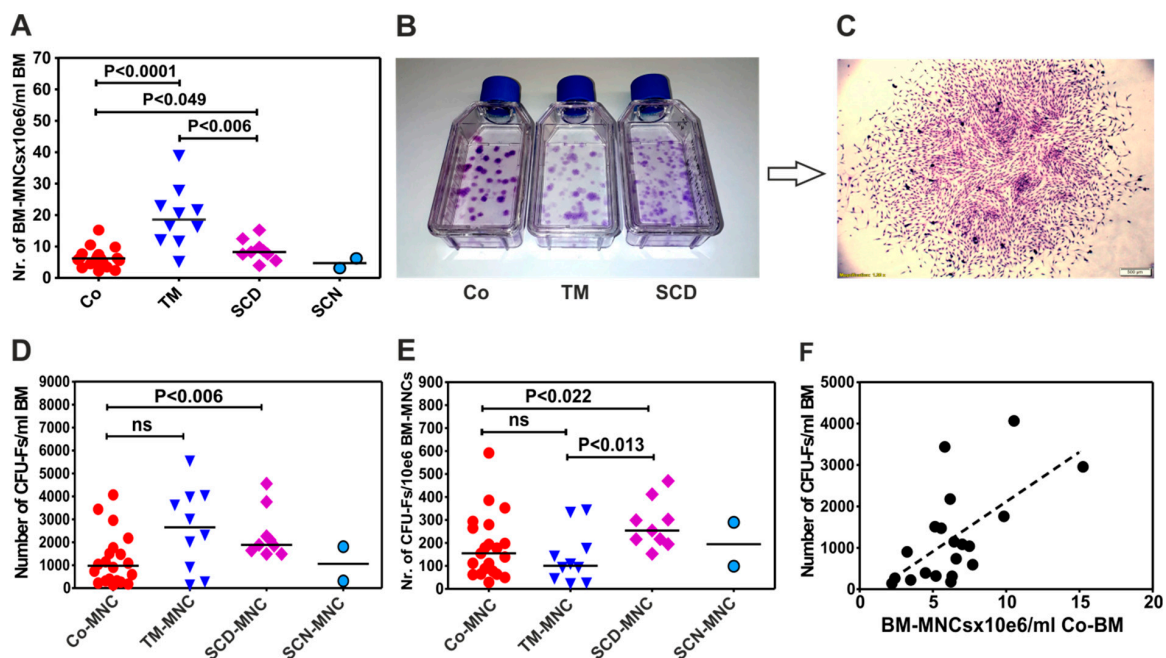 A
Nr. of BM-MNCsx10e6/ml BM
70
60
50
40
30
20
10
0
P<0.0001
P<0.049
P<0.006
Co
TM
SCD
SCN
B
Co
TM
SCD
C
500 µm
D
Number of CFU-Fs/ml BM
9000
8000
7000
6000
5000
4000
3000
2000
1000
0
P<0.006
ns
Co-MNC
TM-MNC
SCD-MNC
SCN-MNC
E
Nr. of CFU-Fs/10e6 BM-MNCs
900
800
700
600
500
400
300
200
100
0
P<0.022
ns
P<0.013
Co-MNC
TM-MNC
SCD-MNC
SCN-MNC
F
Number of CFU-Fs/ml BM
5000
4000
3000
2000
1000
0
0 5 10 15 20
BM-MNCsx10e6/ml Co-BM